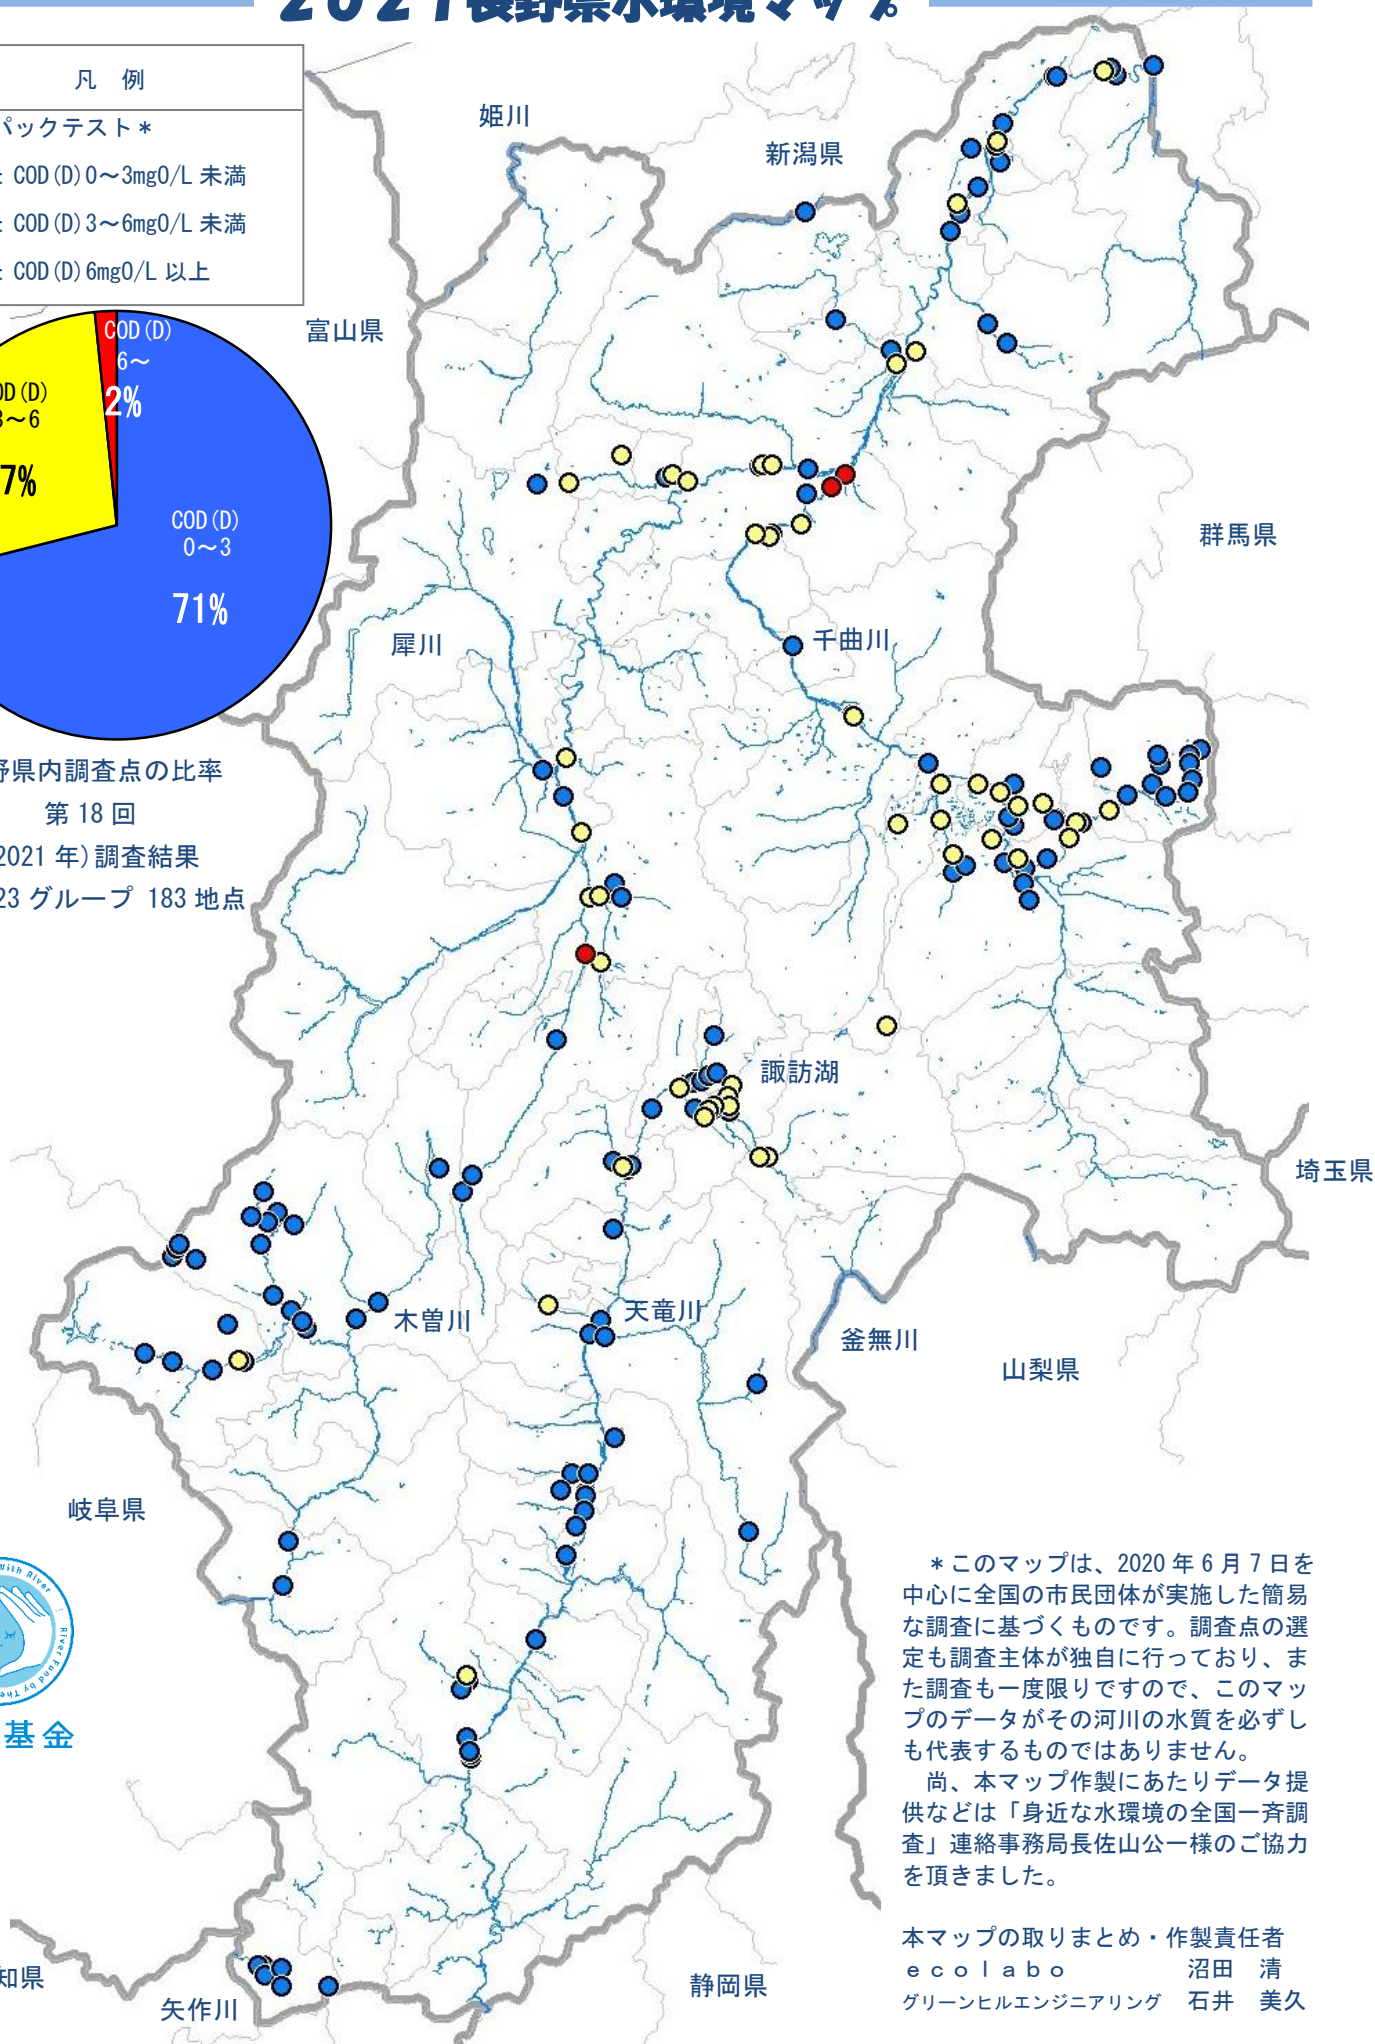 2021長野県水環境マップ
凡　例
パックテスト＊
: COD(D)0～3mgO/L 未満
: COD(D)3～6mgO/L 未満
: COD(D)6mgO/L 以上
COD(D)
6～
2%
OD(D)
3～6
7%
COD(D)
0～3
71%
野県内調査点の比率
第 18 回
2021 年)調査結果
23 グループ 183 地点
姫川
新潟県
富山県
群馬県
犀川
千曲川
諏訪湖
埼玉県
木曽川
天竜川
釜無川
山梨県
岐阜県
With River
River Fund by The
基金
知県
矢作川
静岡県
＊このマップは、2020 年 6 月 7 日を
中心に全国の市民団体が実施した簡易
な調査に基づくものです。調査点の選
定も調査主体が独自に行っており、ま
た調査も一度限りですので、このマッ
プのデータがその河川の水質を必ずし
も代表するものではありません。
尚、本マップ作製にあたりデータ提
供などは「身近な水環境の全国一斉調
査」連絡事務局長佐山公一様のご協力
を頂きました。
本マップの取りまとめ・作製責任者
ｅｃｏｌａｂｏ　沼田　清
グリーンヒルエンジニアリング　石井　美久